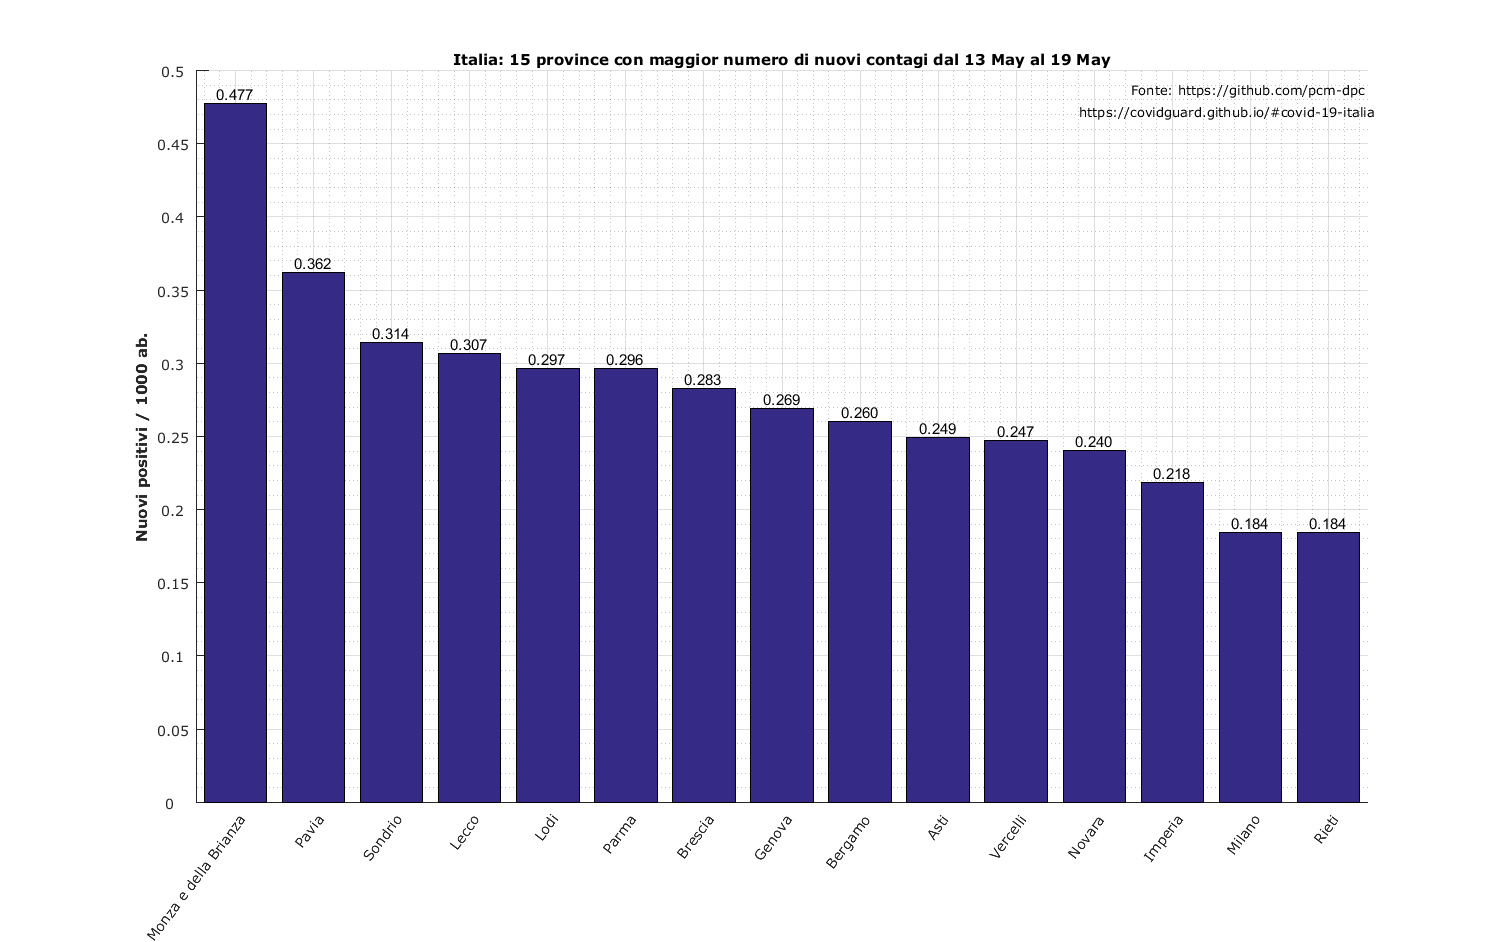 Italia: 15 province con maggior numero di nuovi contagi dal 13 May al 19 May
Fonte: https://github.com/pcm-dpc
https://covidguard.github.io/#covid-19-italia
Nuovi positivi / 1000 ab.
0.5
0.45
0.4
0.35
0.3
0.25
0.2
0.15
0.1
0.05
0
0.477
0.362
0.314
0.307
0.297
0.296
0.283
0.269
0.260
0.249
0.247
0.240
0.218
0.184
0.184
Monza e della Brianza
Pavia
Sondrio
Lecco
Lodi
Parma
Brescia
Genova
Bergamo
Asti
Vercelli
Novara
Imperia
Milano
Rieti